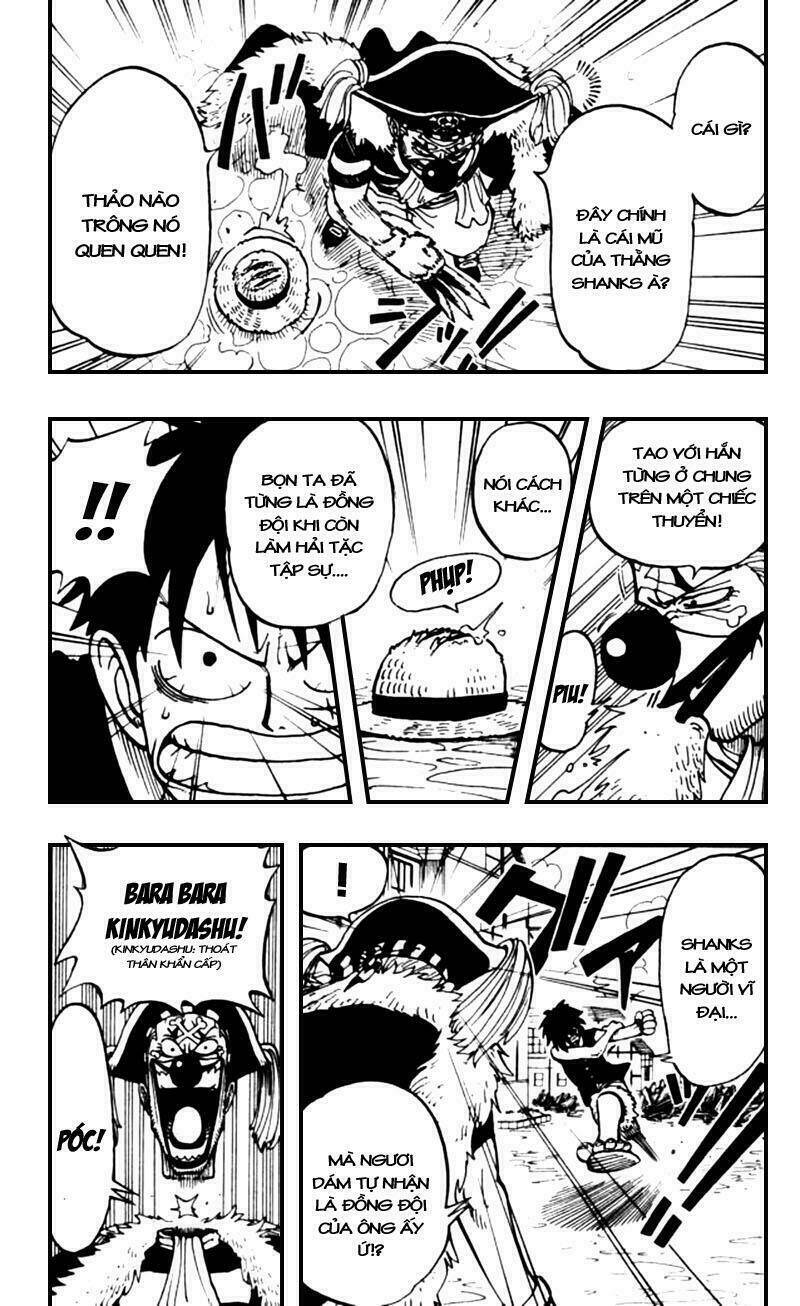 CÁI GÌ?
ĐÂY CHÍNH
LÀ CÁI MŨ
CỦA THẰNG
SHANKS À?
THẢO NÀO
TRÔNG NÓ
QUEN QUEN!
TAO VỚI HẮN
TỪNG Ở CHUNG
TRÊN MỘT CHIẾC
THUYỂN!
PIU!
NÓI CÁCH
KHÁC...
PHỤP!
BỌN TA ĐÃ
TỪNG LÀ ĐỒNG
ĐỘI KHI CÒN
LÀM HẢI TẶC
TẬP SỰ....
!!
SHANKS
LÀ MỘT
NGƯỜI VĨ
ĐẠI...
!
MÀ NGƯƠI
DÁM TỰ NHẬN
LÀ ĐỒNG ĐỘI
CỦA ÔNG ẤY
Ư!?
BARA BARA
KINKYUDASHU!
(KINKYUDASHU: THOÁT
THÂN KHẨN CẤP)
PÓC!